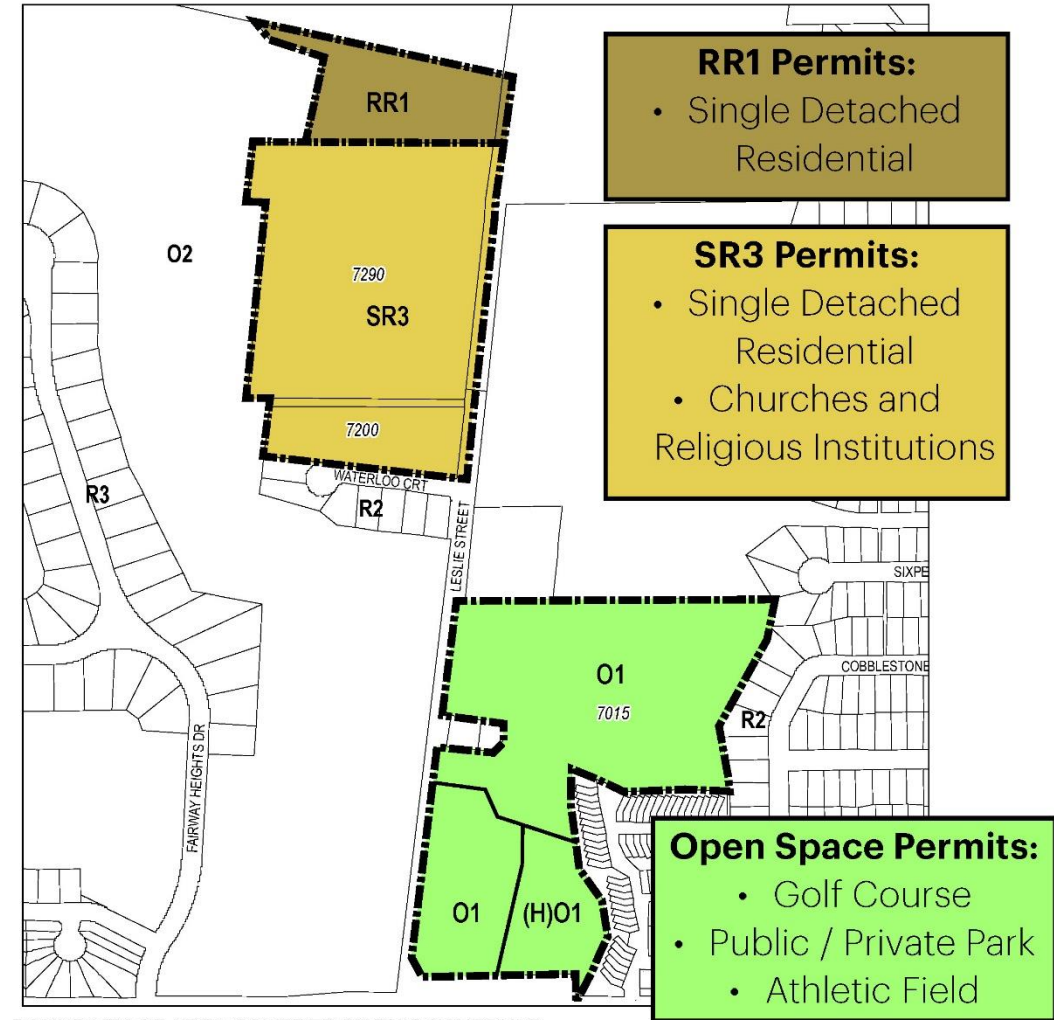 RR1
RR1 Permits:
• Single Detached
Residential
SR3 Permits:
• Single Detached
Residential
• Churches and
Religious Institutions
O2
7290
SR3
7200
WATERLOO CRT
R2
R3
LESLIE STREET
SIXPE
COBBLESTONE
O1
7015
R2
FAIRWAY HEIGHTS DR
O1
(H)O1
Open Space Permits:
• Golf Course
• Public / Private Park
• Athletic Field